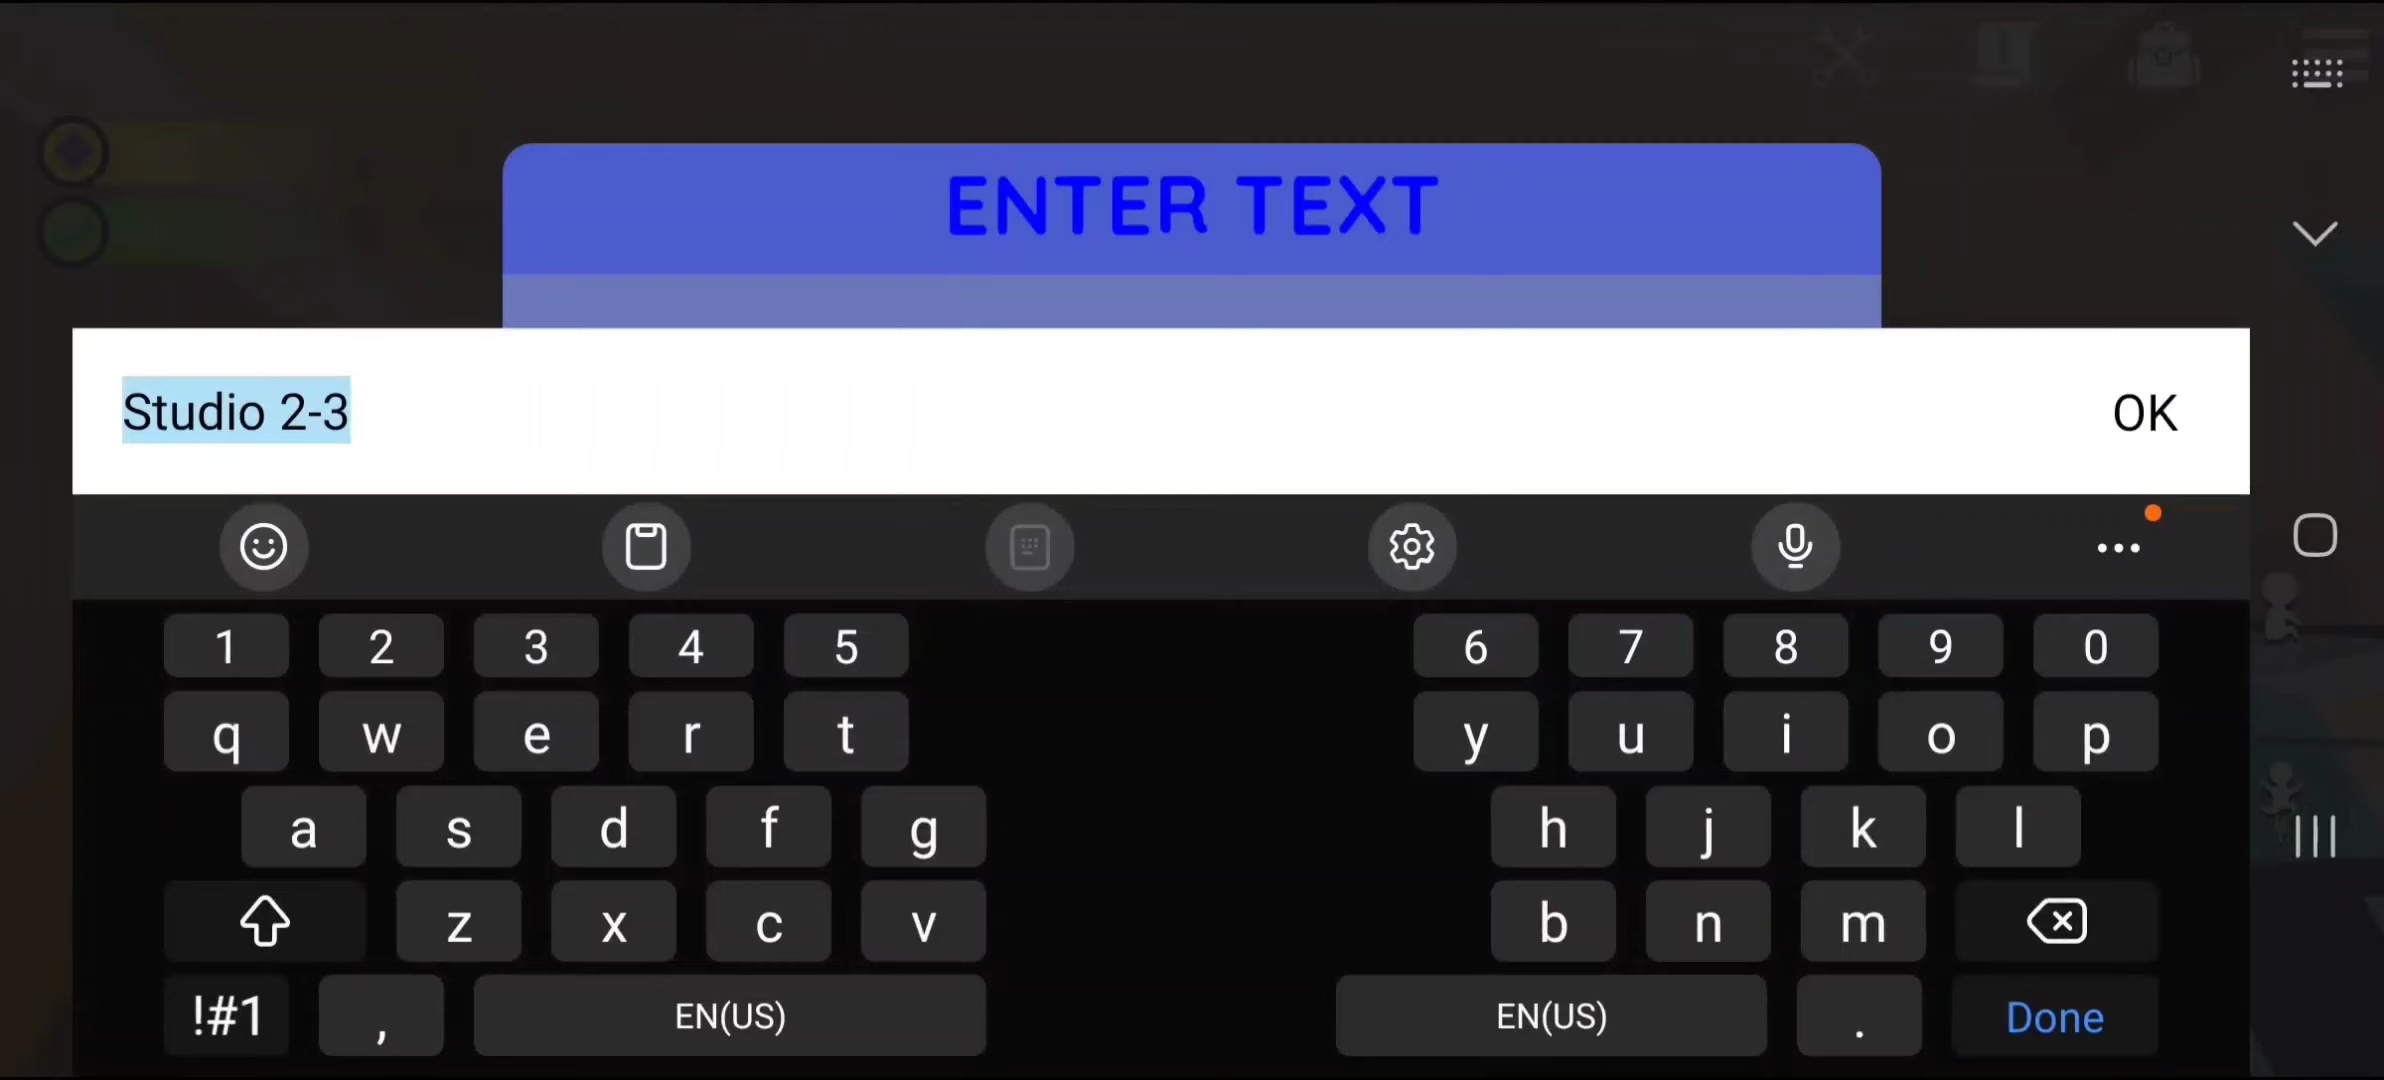 ENTER TEXT
Studio 2-3
OK
1 2 3 4 5 6 7 8 9 0
q w e r t y u i o p
a s d f g h j k l
z x c v b n m
!#1 , EN(US) EN(US) . Done